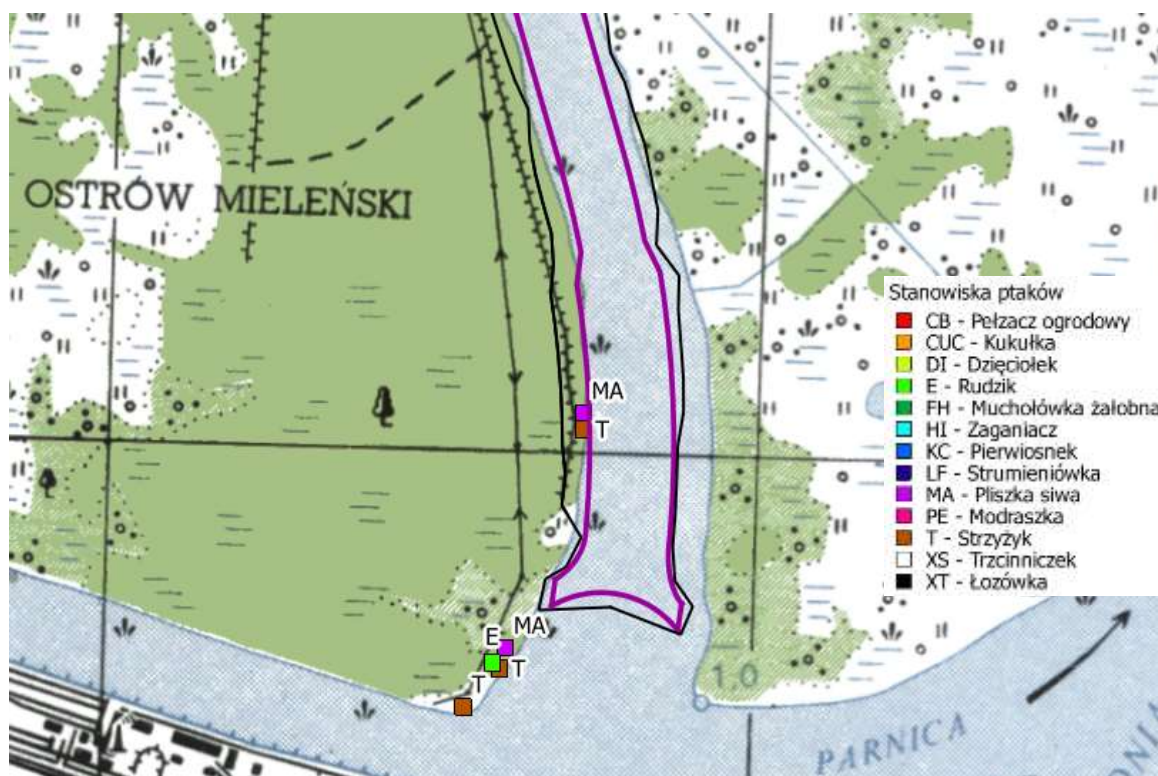 OSTRÓW MIELEŃSKI
MA
T
E
MA
T
T
1.0
PARNICA
Stanowiska ptaków
CB - Pełzacz ogrodowy
CUC - Kukułka
DI - Dzięciołek
E - Rudzik
FH - Muchołówka żałobna
HI - Zaganiacz
KC - Pierwiosnek
LF - Strumieniówka
MA - Pliszka siwa
PE - Modraszka
T - Strzyżyk
XS - Trzcinniczek
XT - Łozówka